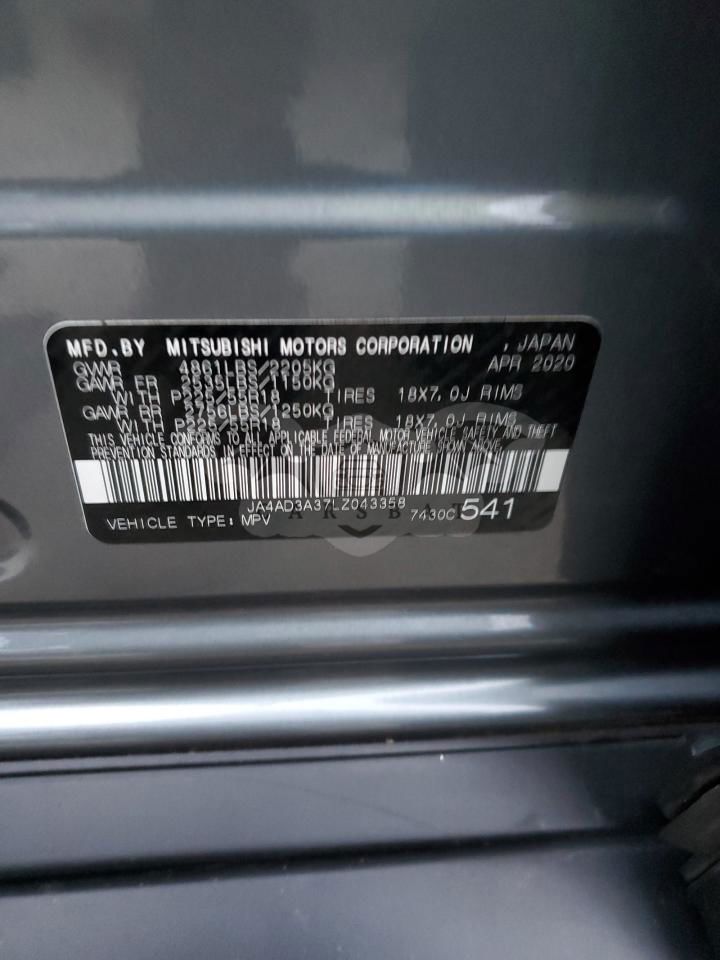 MFD.BY MITSUBISHI MOTORS CORPORATION , JAPAN
GVWR 4861LBS/2205KG APR 2020
GAWR FR 2535LBS/1150KG
WITH P225/55R18 TIRES 18X7.0J RIMS
GAWR RR 2756LBS/1250KG
WITH P225/55R18 TIRES 18X7.0J RIMS
THIS VEHICLE CONFORMS TO ALL APPLICABLE FEDERAL MOTOR VEHICLE SAFETY AND THEFT
PREVENTION STANDARDS IN EFFECT ON THE DATE OF MANUFACTURE SHOWN ABOVE.
JA4AD3A37LZ043358
VEHICLE TYPE: MPV 7430C 541